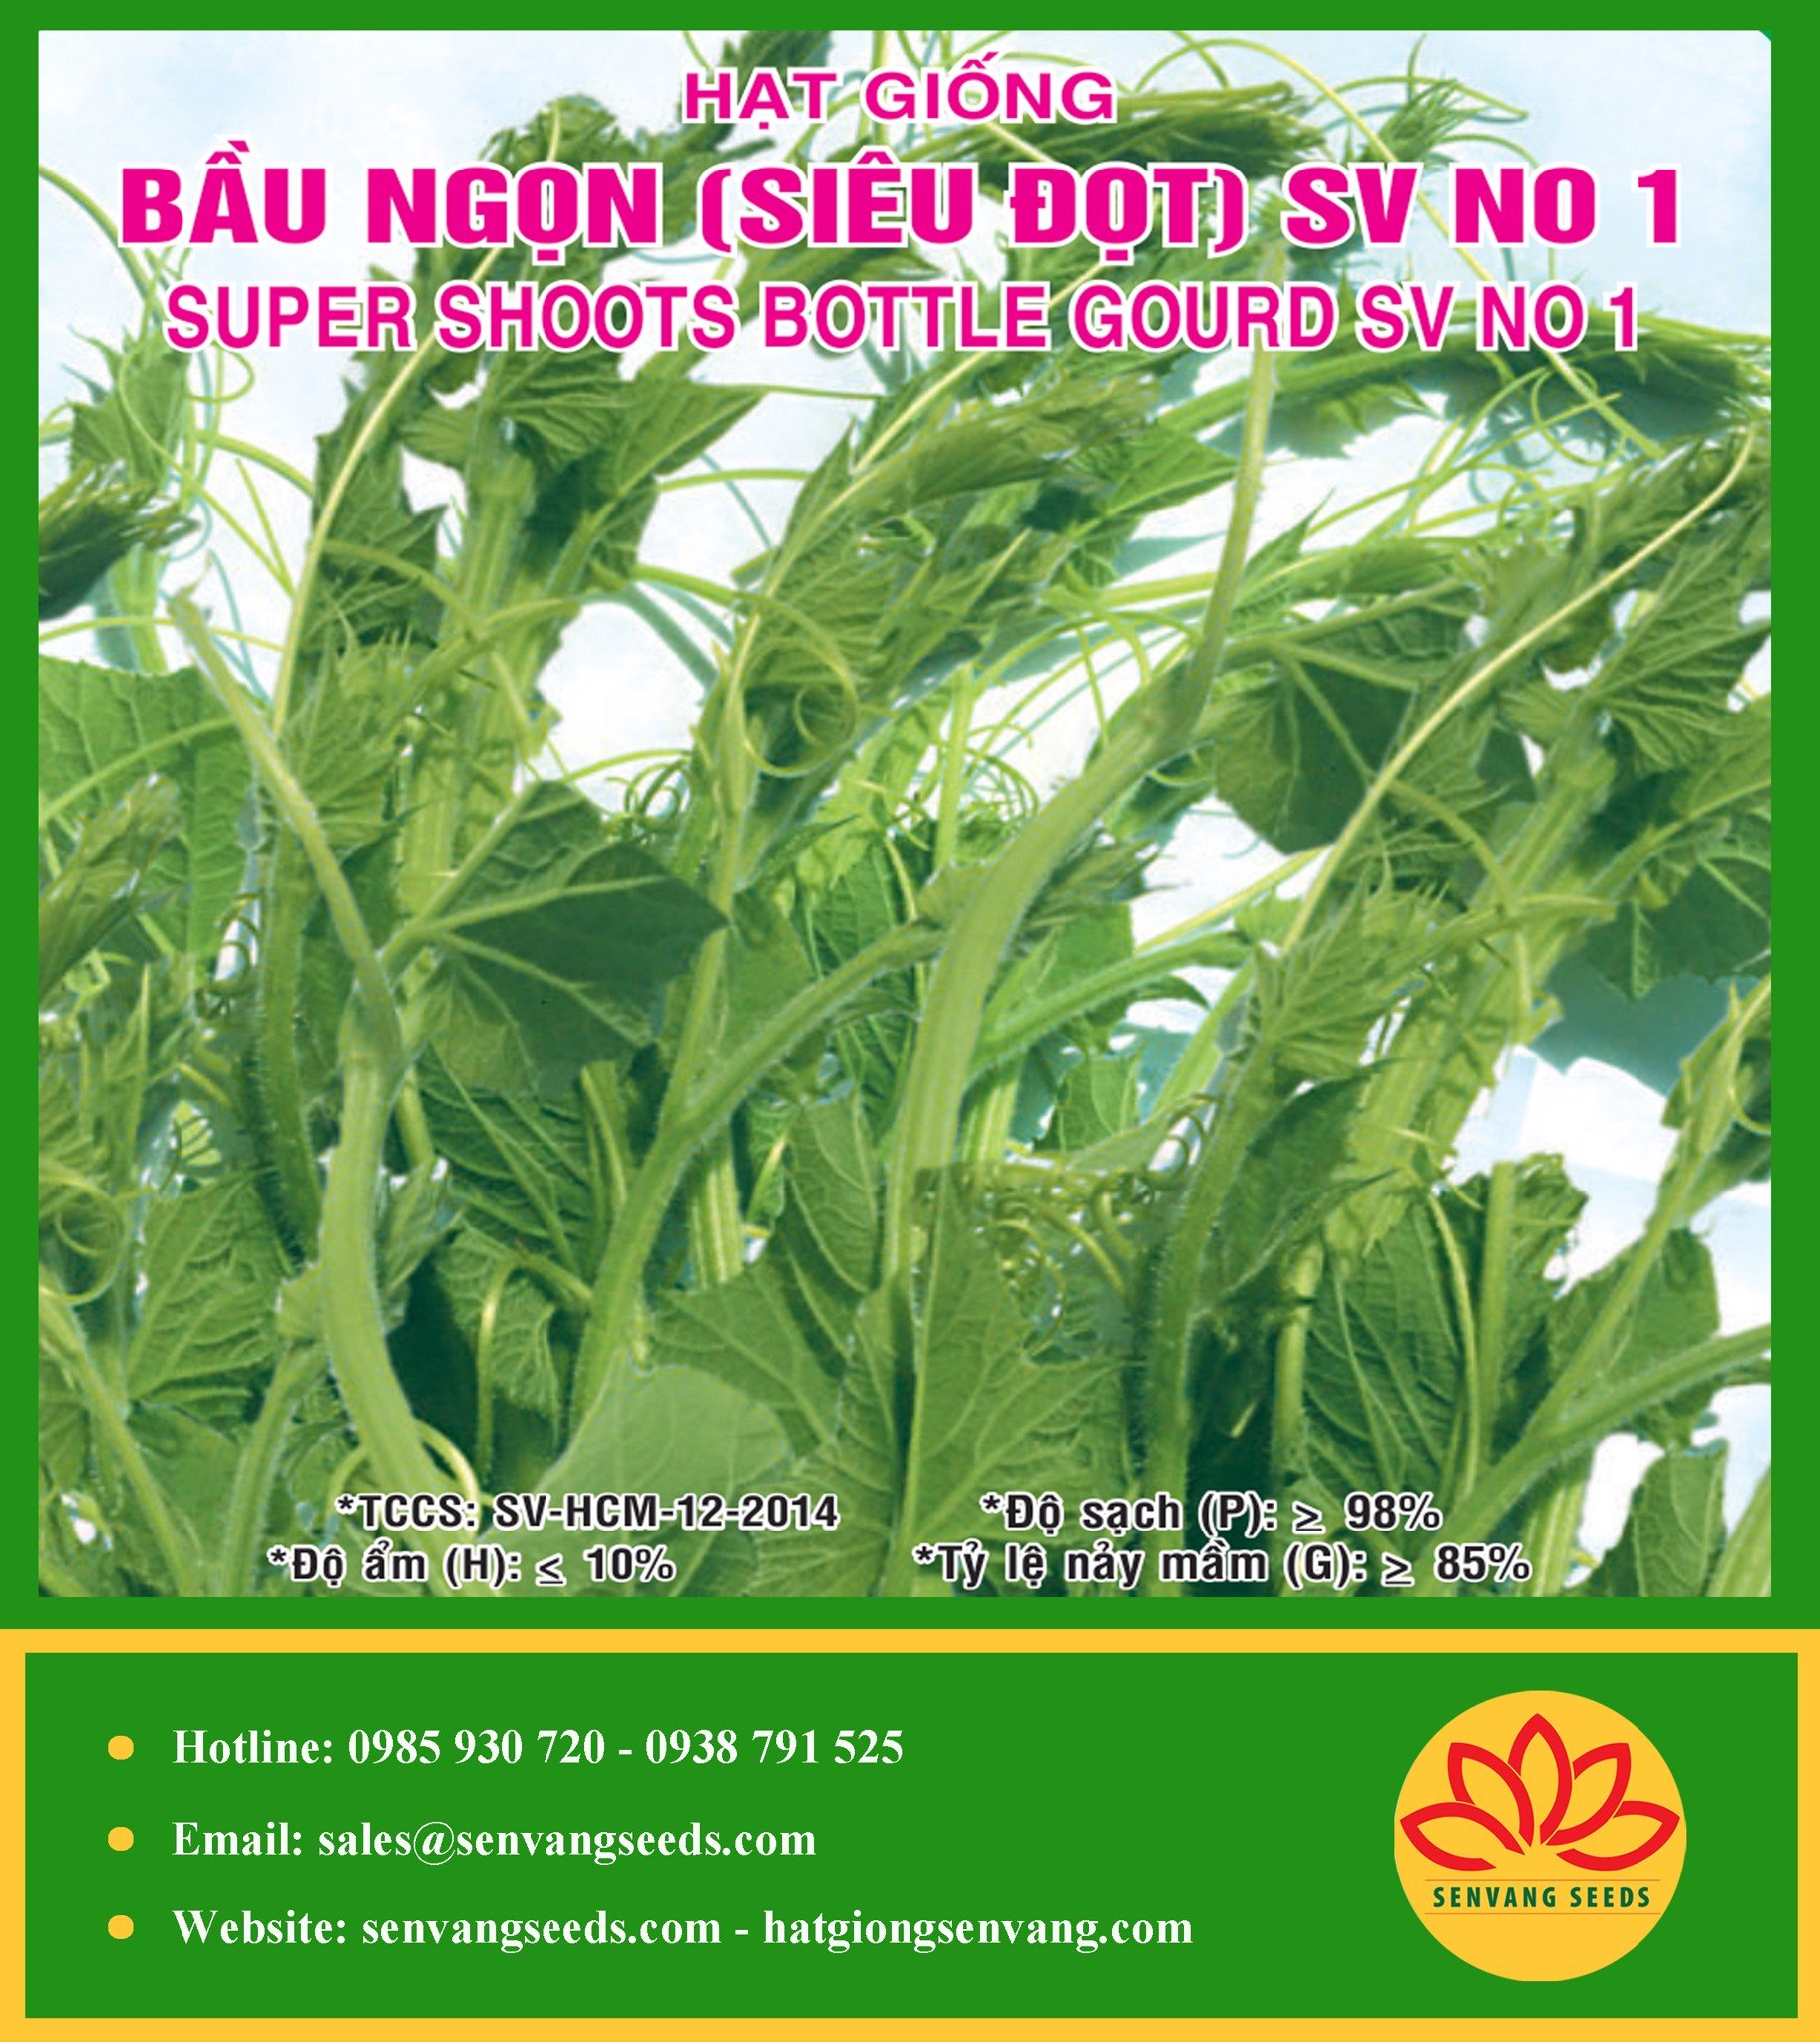 HẠT GIỐNG
BẦU NGỌN (SIÊU ĐỌT) SV NO 1
SUPER SHOOTS BOTTLE GOURD SV NO 1
*TCCS: SV-HCM-12-2014 *Độ sạch (P): ≥ 98%
*Độ ẩm (H): ≤ 10% *Tỷ lệ nảy mầm (G): ≥ 85%
Hotline: 0985 930 720 - 0938 791 525
Email: sales@senvangseeds.com
Website: senvangseeds.com - hatgiongsenvang.com
SENVANG SEEDS